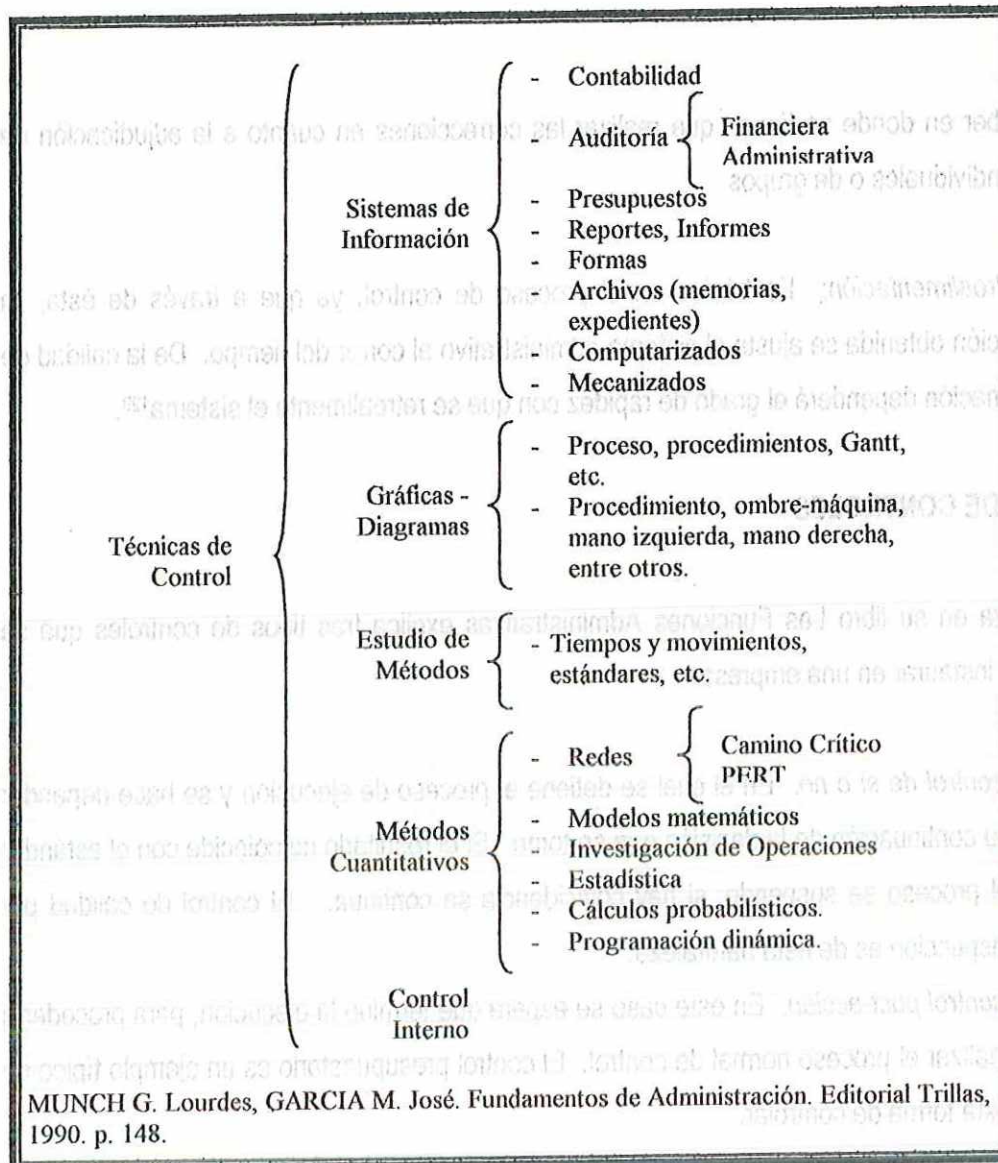 - Contabilidad
- Auditoría
Financiera
Administrativa
Sistemas de
Información
- Presupuestos
- Reportes, Informes
- Formas
- Archivos (memorias,
expedientes)
- Computarizados
- Mecanizados
Gráficas -
Diagramas
- Proceso, procedimientos, Gantt,
etc.
- Procedimiento, ombre-máquina,
mano izquierda, mano derecha,
entre otros.
Técnicas de
Control
Estudio de
Métodos
- Tiempos y movimientos,
estándares, etc.
Métodos
Cuantitativos
- Redes
Camino Crítico
PERT
- Modelos matemáticos
- Investigación de Operaciones
- Estadística
- Cálculos probabilísticos.
- Programación dinámica.
Control
Interno
MUNCH G. Lourdes, GARCIA M. José. Fundamentos de Administración. Editorial Trillas,
1990. p. 148.